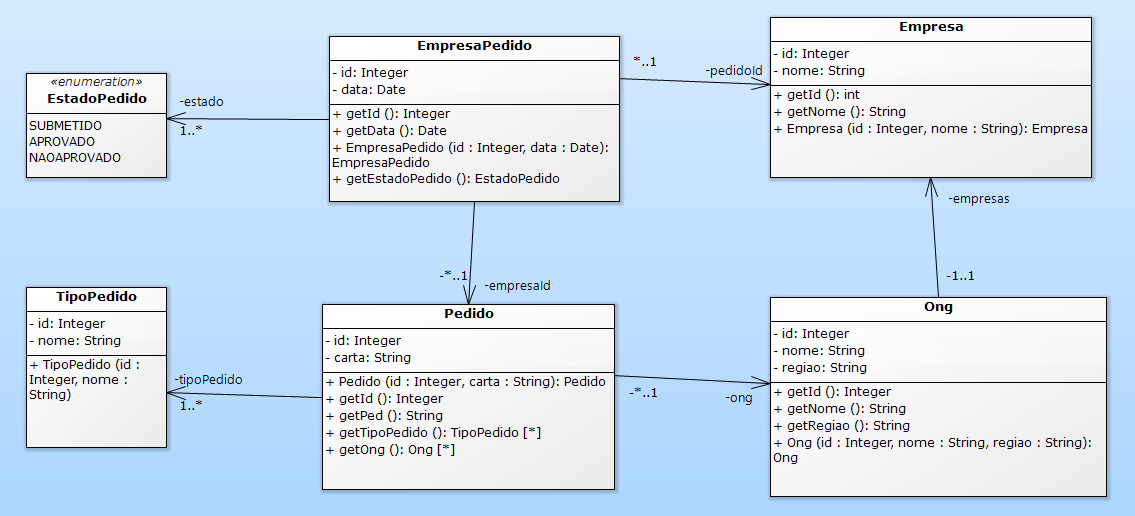 «enumeration»
EstadoPedido
SUBMETIDO
APROVADO
NAOAPROVADO
-estado
1..*
EmpresaPedido
- id: Integer
- data: Date
+ getId (): Integer
+ getData (): Date
+ EmpresaPedido (id : Integer, data : Date):
EmpresaPedido
+ getEstadoPedido (): EstadoPedido
*..1
-pedidoId
Empresa
- id: Integer
- nome: String
+ getId (): int
+ getNome (): String
+ Empresa (id : Integer, nome : String): Empresa
-empresas
-1..1
-*..1
-empresaId
TipoPedido
- id: Integer
- nome: String
+ TipoPedido (id :
Integer, nome :
String)
-tipoPedido
1..*
Pedido
- id: Integer
- carta: String
+ Pedido (id : Integer, carta : String): Pedido
+ getId (): Integer
+ getPed (): String
+ getTipoPedido (): TipoPedido [*]
+ getOng (): Ong [*]
-*..1
-ong
Ong
- id: Integer
- nome: String
- regiao: String
+ getId (): Integer
+ getNome (): String
+ getRegiao (): String
+ Ong (id : Integer, nome : String, regiao : String):
Ong